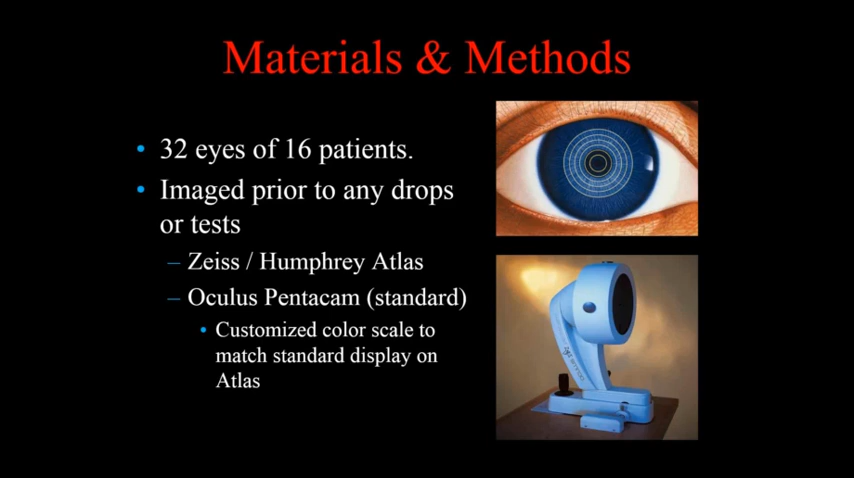 Materials & Methods
• 32 eyes of 16 patients.
• Imaged prior to any drops
or tests
– Zeiss / Humphrey Atlas
– Oculus Pentacam (standard)
• Customized color scale to
match standard display on
Atlas